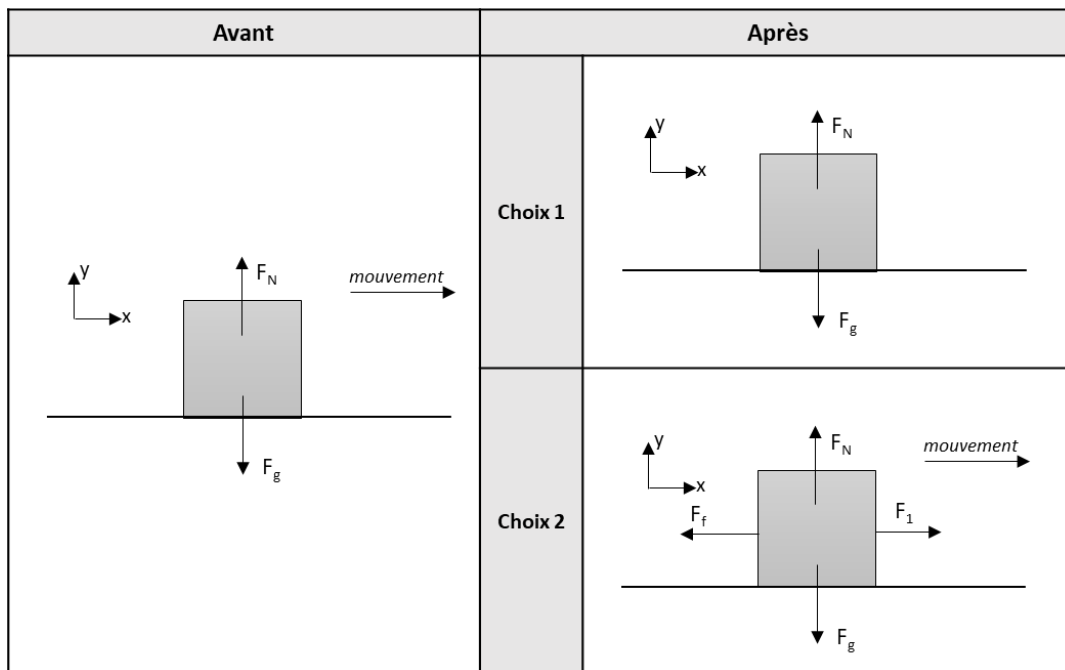 Avant
Après
y
x
F_N
mouvement
F_g
Choix 1
y
x
F_N
F_g
Choix 2
y
x
F_N
mouvement
F_f
F_1
F_g